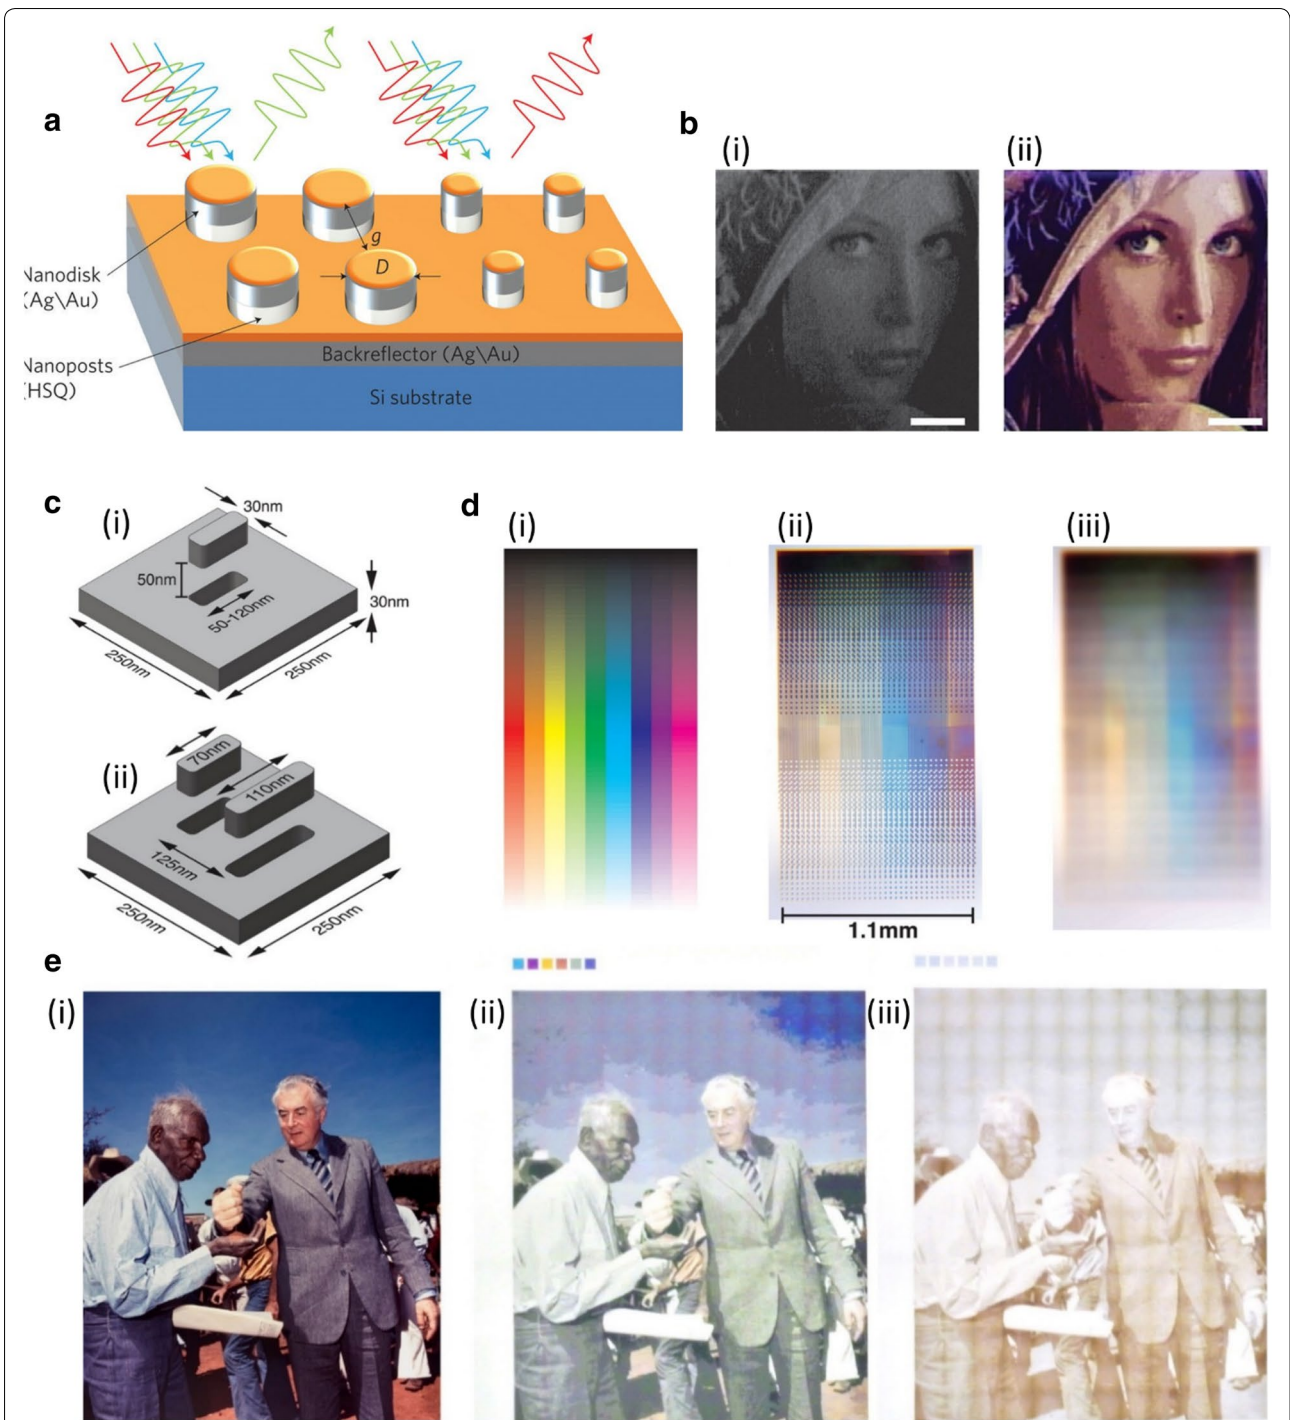 a
g
D
Nanodisk
(Ag\Au)
Nanoposts
(HSQ)
Backreflector (Ag\Au)
Si substrate
b
(i)
(ii)
c
(i)
30nm
50nm
50-120nm
30nm
250nm
250nm
(ii)
70nm
110nm
125nm
250nm
250nm
d
(i)
(ii)
(iii)
1.1mm
e
(i)
(ii)
(iii)